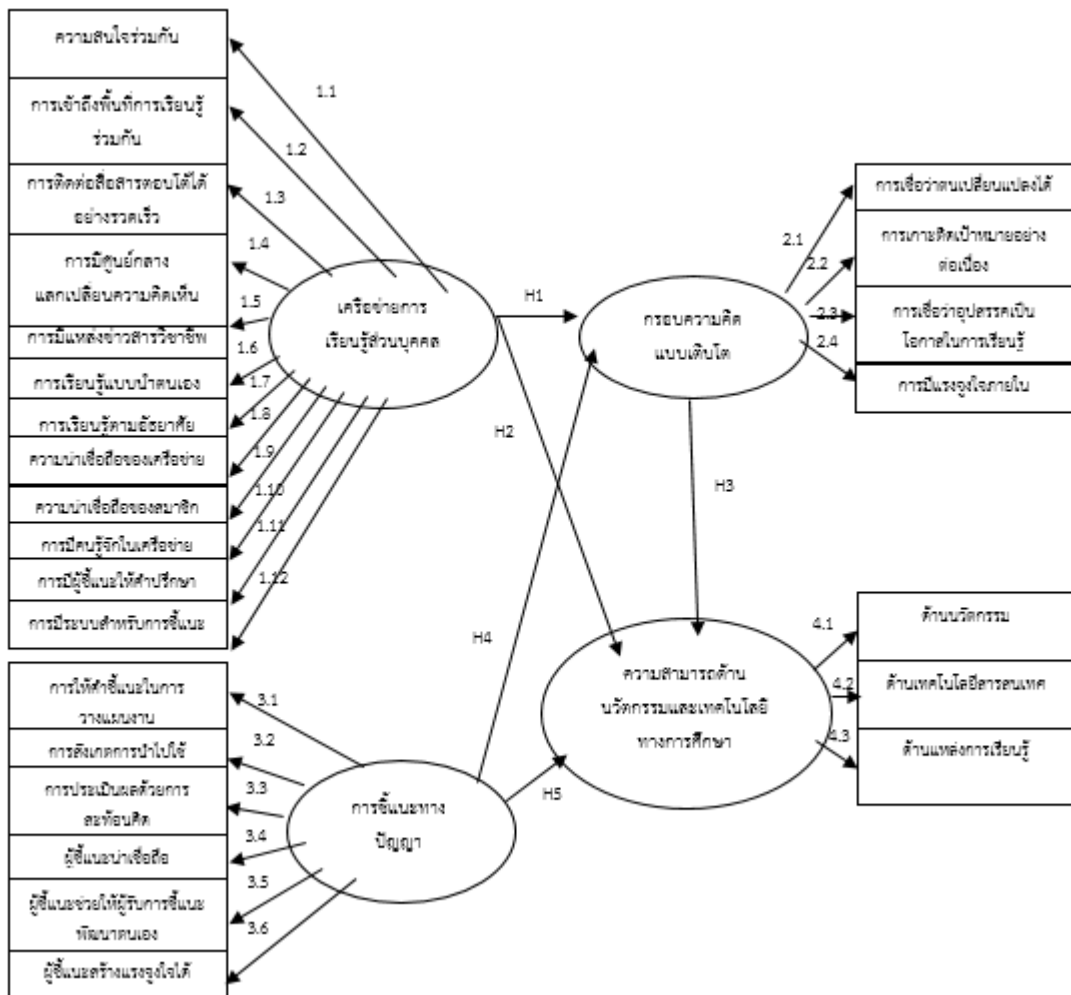 ความสนใจร่วมกัน
การเข้าถึงพื้นที่การเรียนรู้
ร่วมกัน
การติดต่อสื่อสารตอบโต้ได้
อย่างรวดเร็ว
การมีศูนย์กลาง
แลกเปลี่ยนความคิดเห็น
การมีแหล่งข่าวสารวิชาชีพ
การเรียนรู้แบบนำตนเอง
การเรียนรู้ตามอัธยาศัย
ความน่าเชื่อถือของเครือข่าย
ความน่าเชื่อถือของสมาชิก
การมีคนรู้จักในเครือข่าย
การมีผู้ชี้แนะให้คำปรึกษา
การมีระบบสำหรับการชี้แนะ
1.1
1.2
1.3
1.4
1.5
1.6
1.7
1.8
1.9
1.10
1.11
1.12
เครือข่ายการ
เรียนรู้ส่วนบุคคล
H1
H2
กรอบความคิด
แบบเติบโต
2.1
2.2
2.3
2.4
การเชื่อว่าตนเปลี่ยนแปลงได้
การเกาะติดเป้าหมายอย่าง
ต่อเนื่อง
การเชื่อว่าอุปสรรคเป็น
โอกาสในการเรียนรู้
การมีแรงจูงใจภายใน
H3
H4
H5
การให้คำชี้แนะในการ
วางแผนงาน
การสังเกตการนำไปใช้
การประเมินผลด้วยการ
สะท้อนคิด
ผู้ชี้แนะน่าเชื่อถือ
ผู้ชี้แนะช่วยให้ผู้รับการชี้แนะ
พัฒนาตนเอง
ผู้ชี้แนะสร้างแรงจูงใจได้
3.1
3.2
3.3
3.4
3.5
3.6
การชี้แนะทาง
ปัญญา
ความสามารถด้าน
นวัตกรรมและเทคโนโลยี
ทางการศึกษา
4.1
4.2
4.3
ด้านนวัตกรรม
ด้านเทคโนโลยีสารสนเทศ
ด้านแหล่งการเรียนรู้